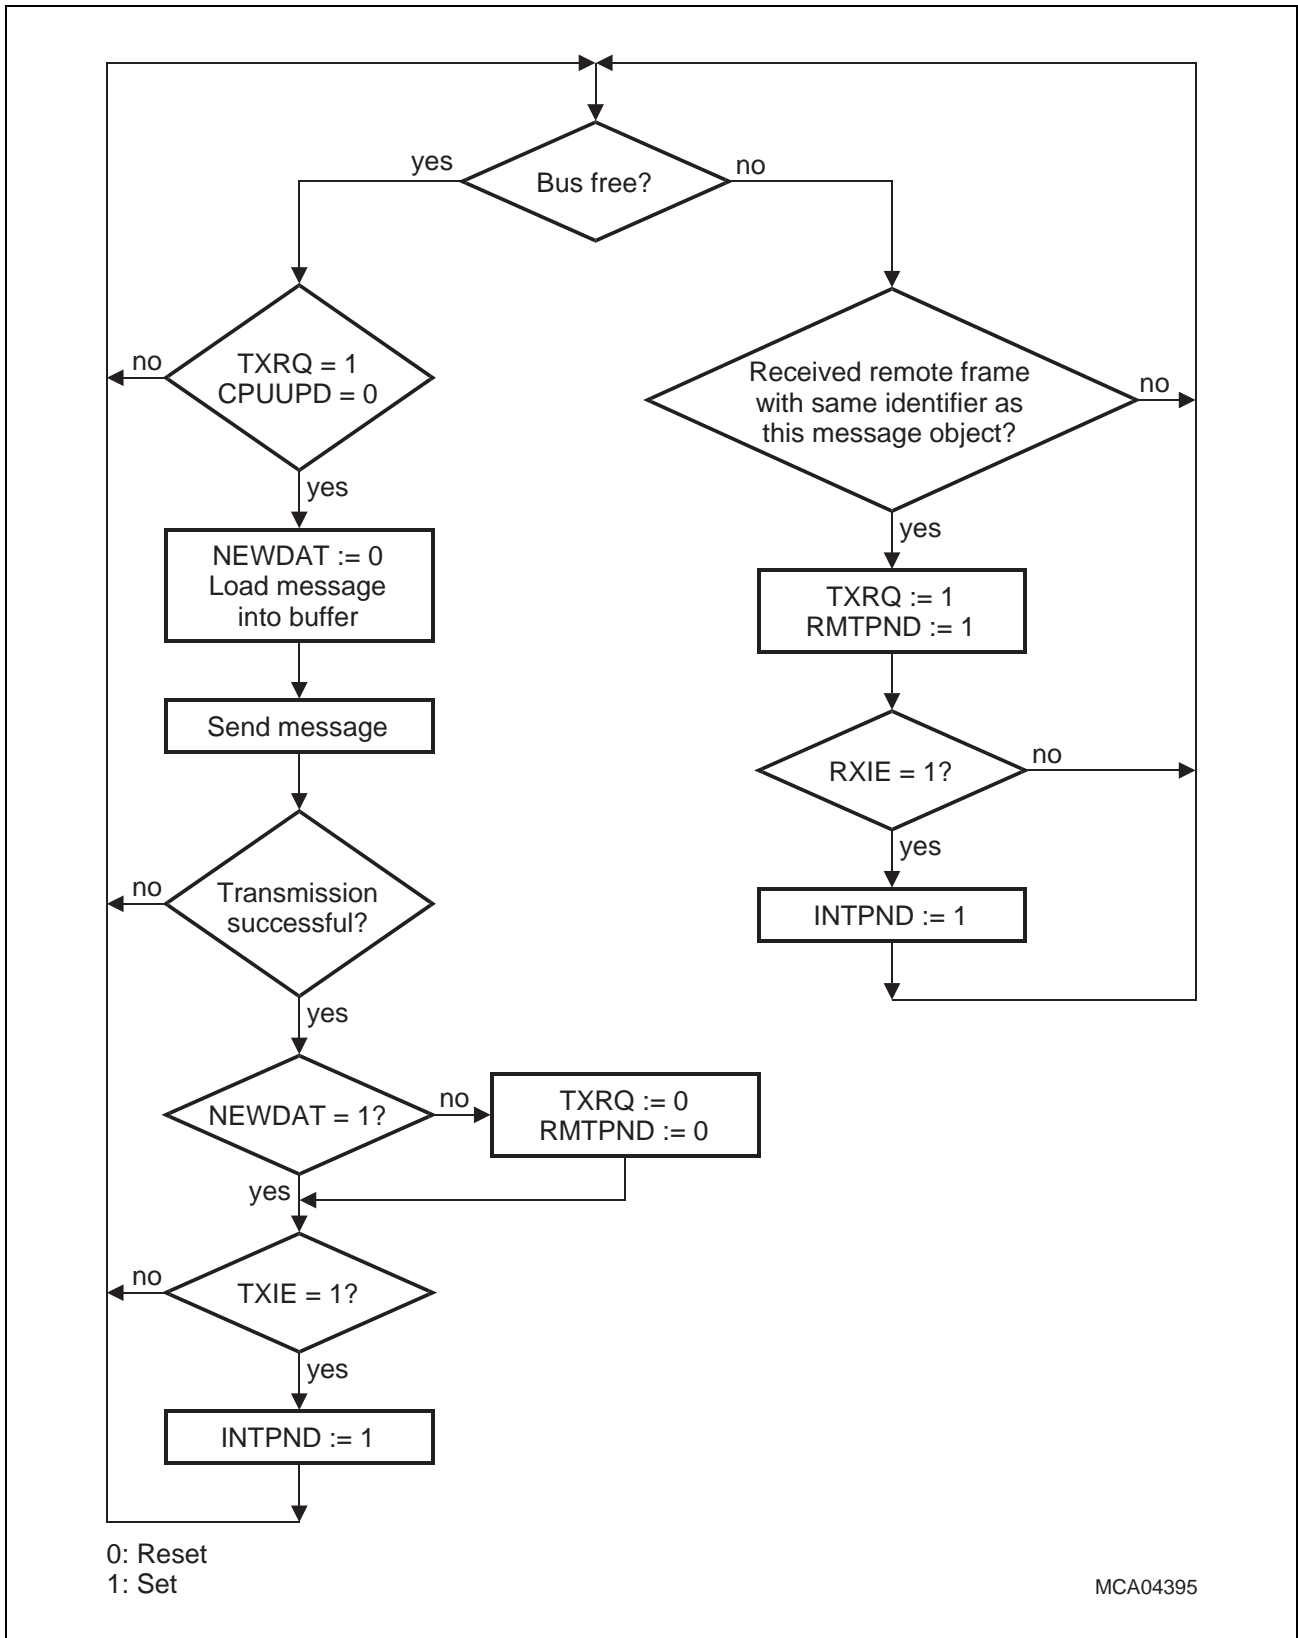 Bus free?
yes
no
TXRQ = 1
CPUUPD = 0
no
yes
NEWDAT := 0
Load message
into buffer
Send message
Transmission
successful?
no
yes
NEWDAT = 1?
no
TXRQ := 0
RMTPND := 0
yes
TXIE = 1?
no
yes
INTPND := 1
Received remote frame
with same identifier as
this message object?
no
yes
TXRQ := 1
RMTPND := 1
RXIE = 1?
no
yes
INTPND := 1
0: Reset
1: Set
MCA04395